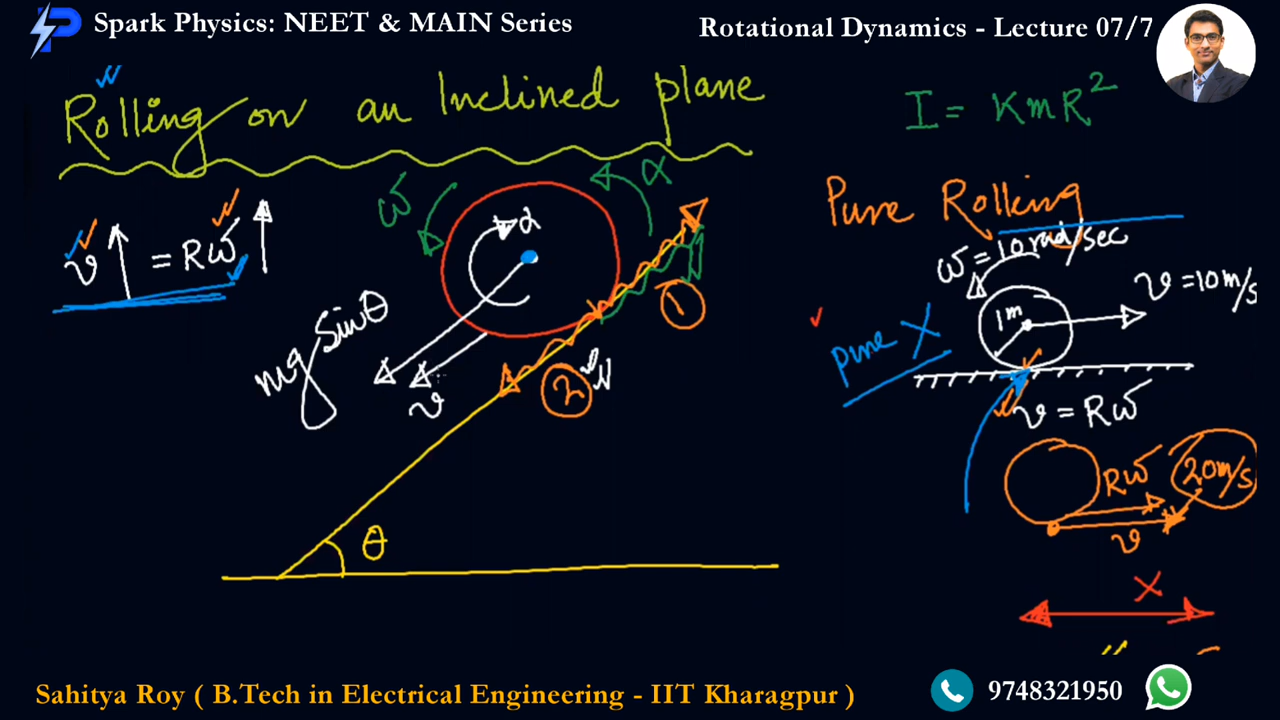 Spark Physics: NEET & MAIN Series
Rotational Dynamics - Lecture 07/7
Rolling on an Inclined plane
I = KmR²
v = Rω
ω
α
α
mg sinθ
v
1
2
N
θ
Pure Rolling
ω = 10 rad/sec
v = 10 m/s
1m
pure X
v = Rω
Rω
20 m/s
v
X
Sahitya Roy ( B.Tech in Electrical Engineering - IIT Kharagpur )
9748321950